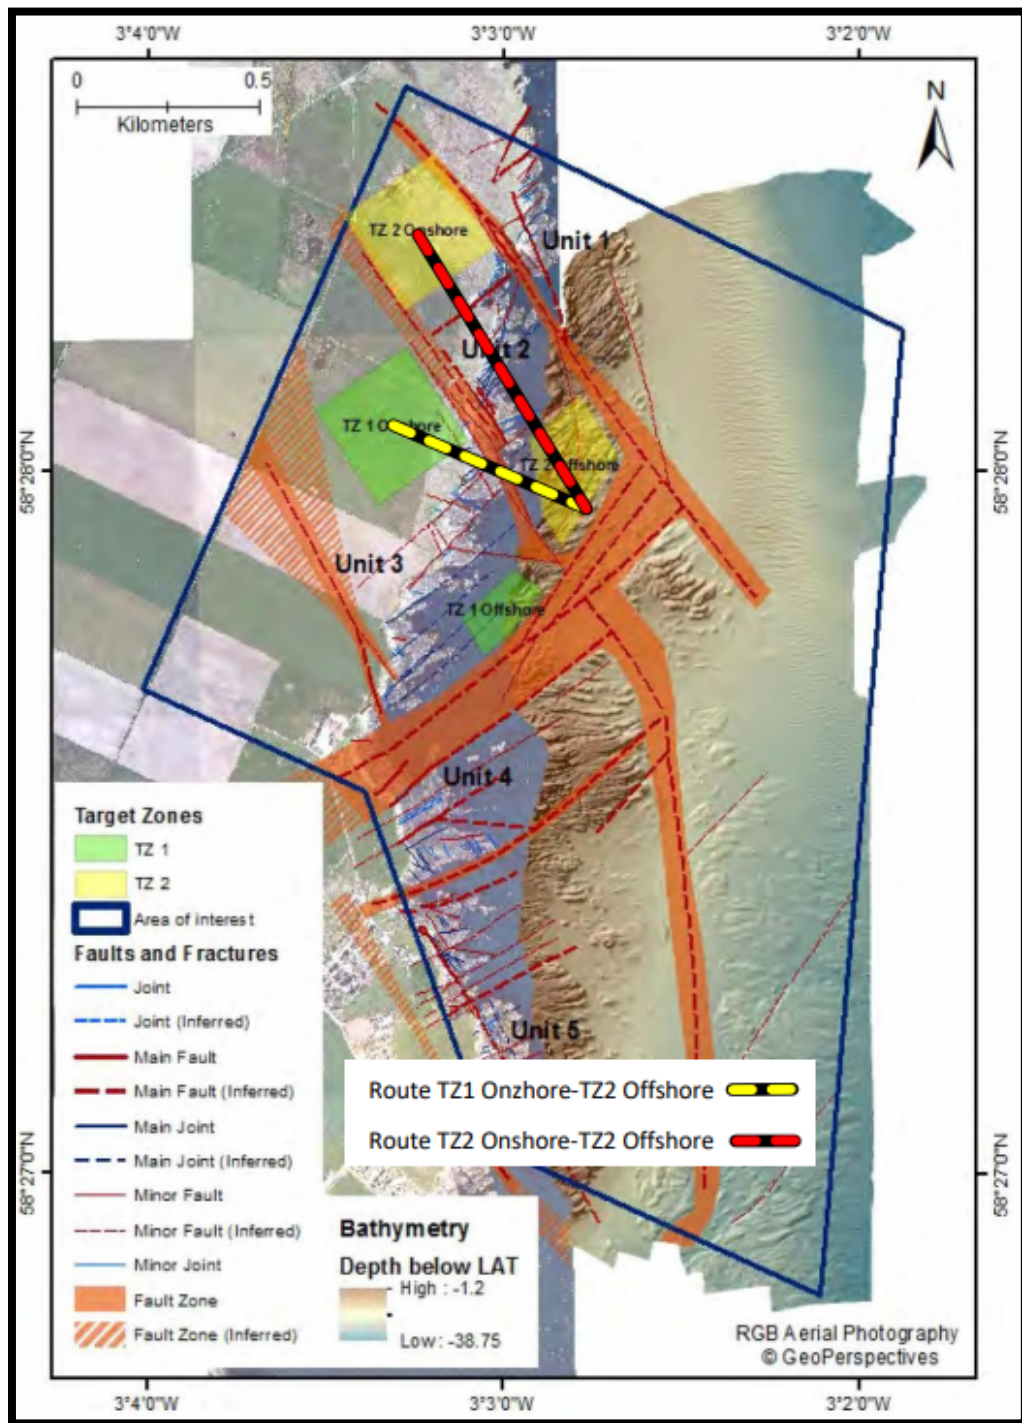 3°4'0"W
3°3'0"W
3°2'0"W
0
0.5
Kilometers
N
TZ 2 Onshore
Unit 1
Unit 2
TZ 1 Onshore
TZ 2 Offshore
58°28'0"N
58°28'0"N
Unit 3
TZ 1 Offshore
Unit 4
Target Zones
TZ 1
TZ 2
Area of interest
Faults and Fractures
Joint
Joint (Inferred)
Main Fault
Main Fault (Inferred)
Main Joint
Main Joint (Inferred)
Minor Fault
Minor Fault (Inferred)
Minor Joint
Fault Zone
Fault Zone (Inferred)
Unit 5
Route TZ1 Onzhore-TZ2 Offshore
Route TZ2 Onshore-TZ2 Offshore
58°27'0"N
58°27'0"N
Bathymetry
Depth below LAT
High : -1.2
Low: -38.75
RGB Aerial Photography
© GeoPerspectives
3°4'0"W
3°3'0"W
3°2'0"W